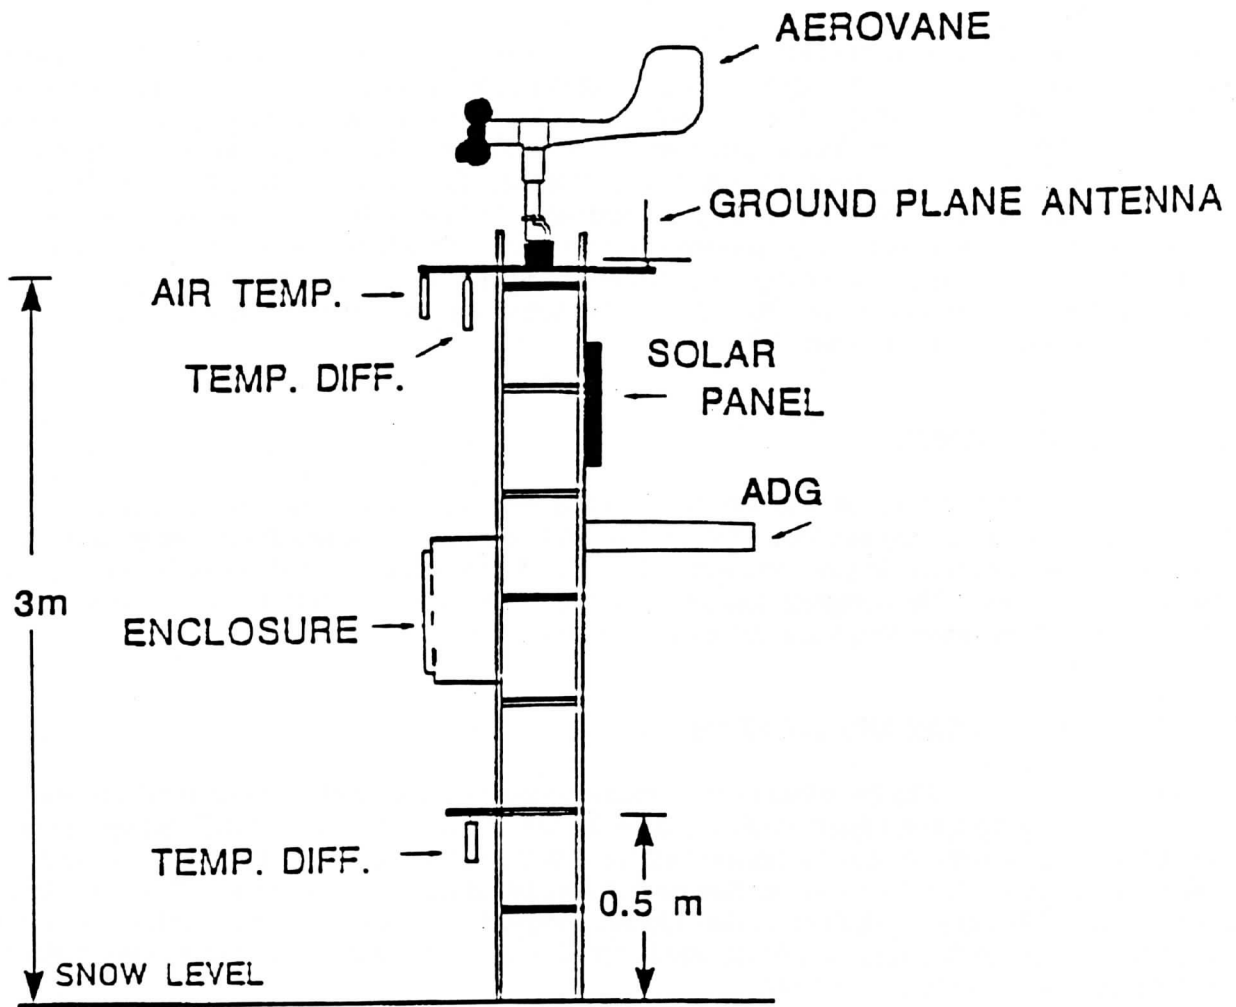 AEROVANE
GROUND PLANE ANTENNA
AIR TEMP.
TEMP. DIFF.
SOLAR
PANEL
ADG
3m
ENCLOSURE
TEMP. DIFF.
0.5 m
SNOW LEVEL